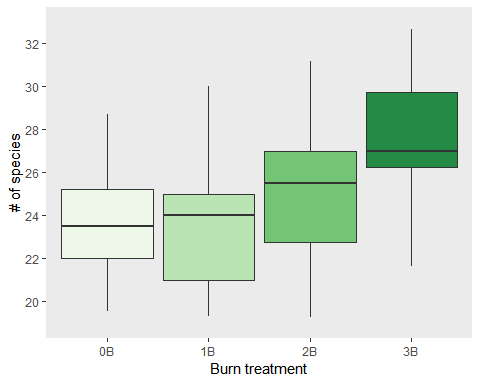 # of species
32
30
28
26
24
22
20
0B 1B 2B 3B
Burn treatment